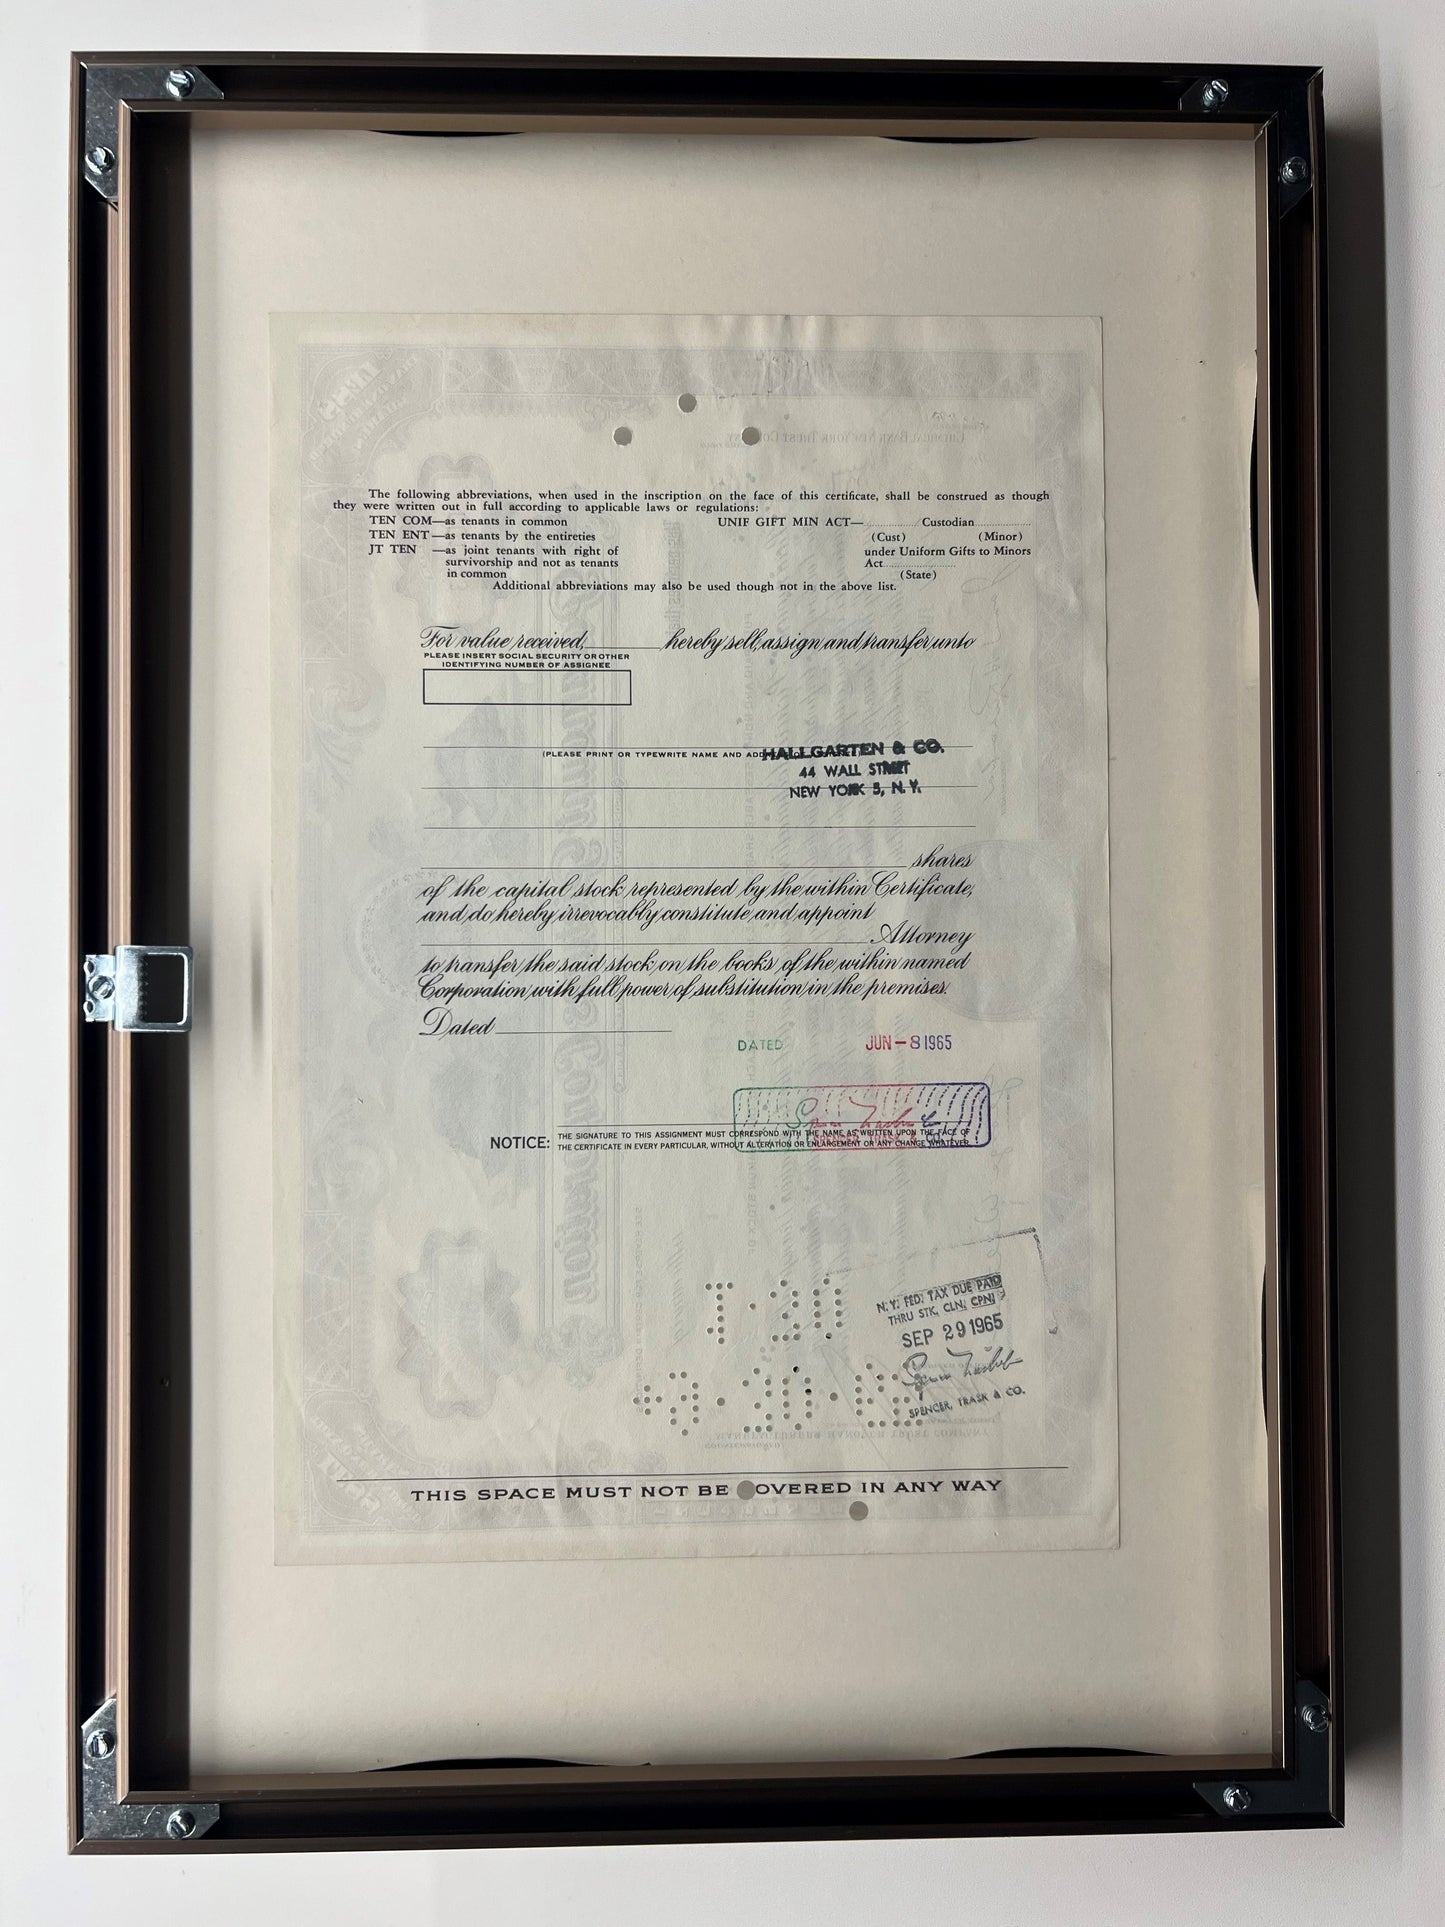 The following abbreviations, when used in the inscription on the face of this certificate, shall be construed as though
they were written out in full according to applicable laws or regulations:
TEN COM—as tenants in common
TEN ENT—as tenants by the entireties
JT TEN —as joint tenants with right of
survivorship and not as tenants
in common
UNIF GIFT MIN ACT—............Custodian............
(Cust) (Minor)
under Uniform Gifts to Minors
Act............
(State)
Additional abbreviations may also be used though not in the above list.
For value received, ________ hereby sell, assign and transfer unto
PLEASE INSERT SOCIAL SECURITY OR OTHER
IDENTIFYING NUMBER OF ASSIGNEE
(PLEASE PRINT OR TYPEWRITE NAME AND
HALLGARTEN & CO.
44 WALL STREET
NEW YORK 5, N.Y.
shares
of the capital stock represented by the within Certificate,
and do hereby irrevocably constitute and appoint
Attorney
to transfer the said stock on the books of the within named
Corporation with full power of substitution in the premises.
Dated
DATED JUN - 8 1965
NOTICE: THE SIGNATURE TO THIS ASSIGNMENT MUST CORRESPOND WITH THE NAME AS WRITTEN UPON THE FACE OF
THE CERTIFICATE IN EVERY PARTICULAR, WITHOUT ALTERATION OR ENLARGEMENT OR ANY CHANGE WHATEVER.
SPENCER TRASK & CO.
N.Y. FED. TAX DUE PAID
THRU STK. CLN. CPN.
SEP 29 1965
SPENCER, TRASK & CO.
THIS SPACE MUST NOT BE OVERED IN ANY WAY